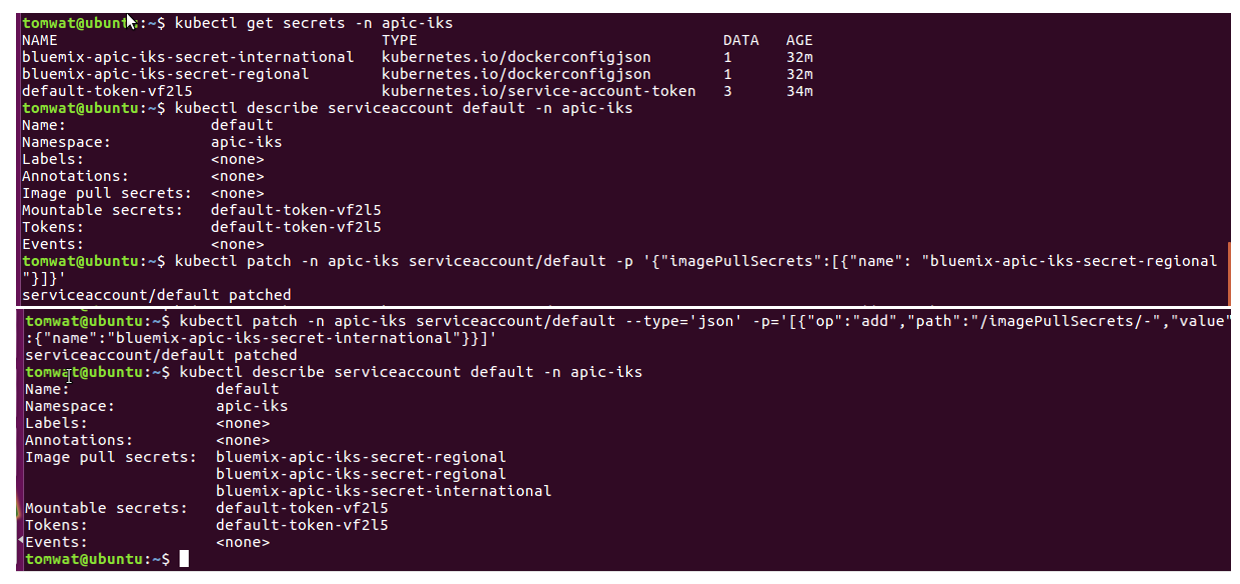 tomwat@ubuntu:~$ kubectl get secrets -n apic-iks
NAME TYPE DATA AGE
bluemix-apic-iks-secret-international kubernetes.io/dockerconfigjson 1 32m
bluemix-apic-iks-secret-regional kubernetes.io/dockerconfigjson 1 32m
default-token-vf2l5 kubernetes.io/service-account-token 3 34m
tomwat@ubuntu:~$ kubectl describe serviceaccount default -n apic-iks
Name: default
Namespace: apic-iks
Labels: <none>
Annotations: <none>
Image pull secrets: <none>
Mountable secrets: default-token-vf2l5
Tokens: default-token-vf2l5
Events: <none>
tomwat@ubuntu:~$ kubectl patch -n apic-iks serviceaccount/default -p '{"imagePullSecrets":[{"name": "bluemix-apic-iks-secret-regional
"}]}'
serviceaccount/default patched
tomwat@ubuntu:~$ kubectl patch -n apic-iks serviceaccount/default --type='json' -p='[{"op":"add","path":"/imagePullSecrets/-","value"
:{"name":"bluemix-apic-iks-secret-international"}}]'
serviceaccount/default patched
tomwat@ubuntu:~$ kubectl describe serviceaccount default -n apic-iks
Name: default
Namespace: apic-iks
Labels: <none>
Annotations: <none>
Image pull secrets: bluemix-apic-iks-secret-regional
bluemix-apic-iks-secret-regional
bluemix-apic-iks-secret-international
Mountable secrets: default-token-vf2l5
Tokens: default-token-vf2l5
Events: <none>
tomwat@ubuntu:~$